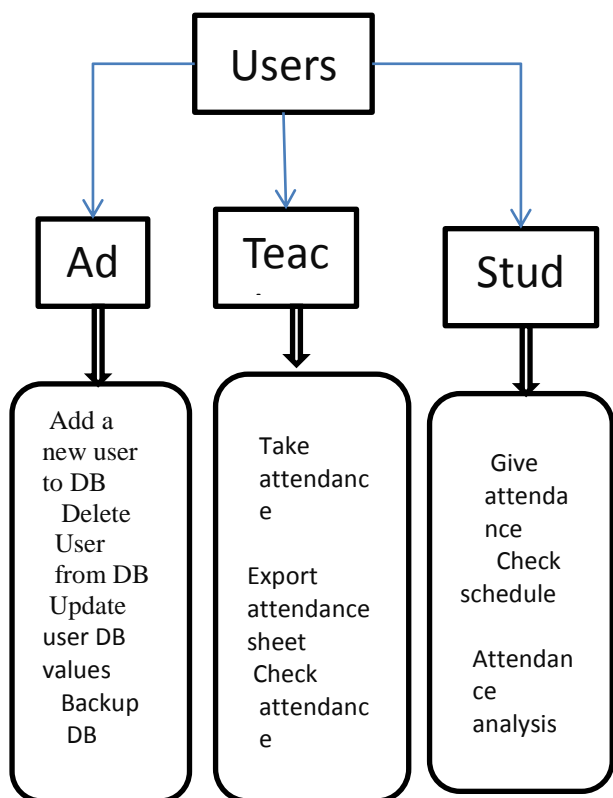 Users
Ad
Teac
Stud
Add a
new user
to DB
Delete
User
from DB
Update
user DB
values
Backup
DB
Take
attendanc
e
Export
attendance
sheet
Check
attendanc
e
Give
attenda
nce
Check
schedule
Attendan
ce
analysis